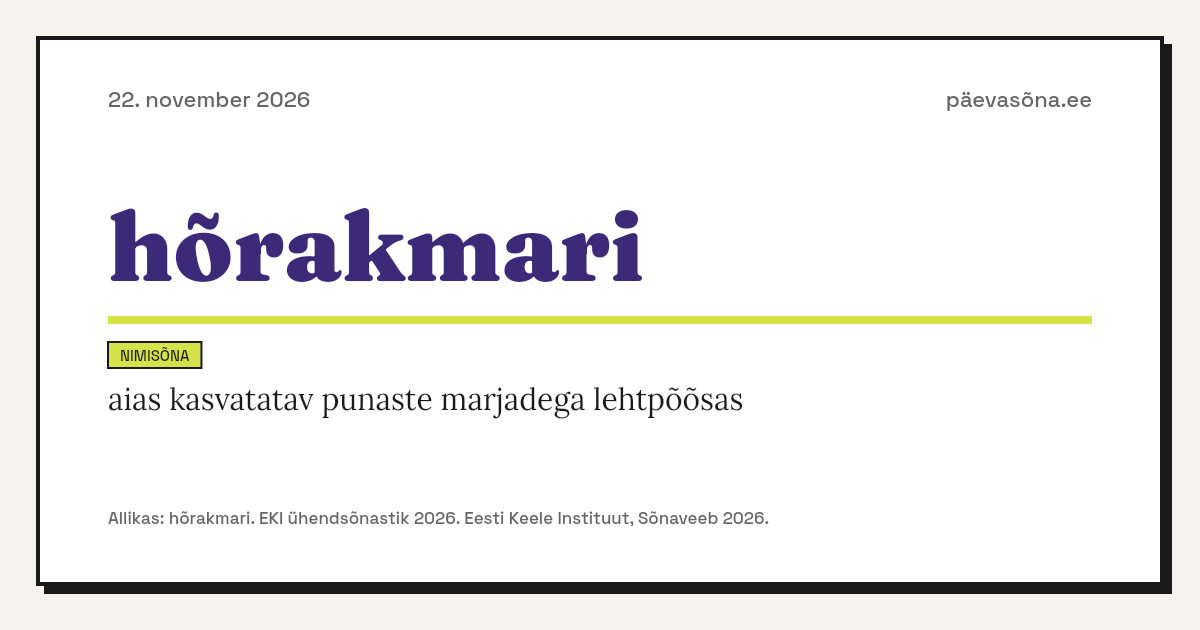 22. november 2026
päevasõna.ee
hõrakmari
NIMISÕNA
aias kasvatatav punaste marjadega lehtpõõsas
Allikas: hõrakmari. EKI ühendsõnastik 2026. Eesti Keele Instituut, Sõnaveeb 2026.